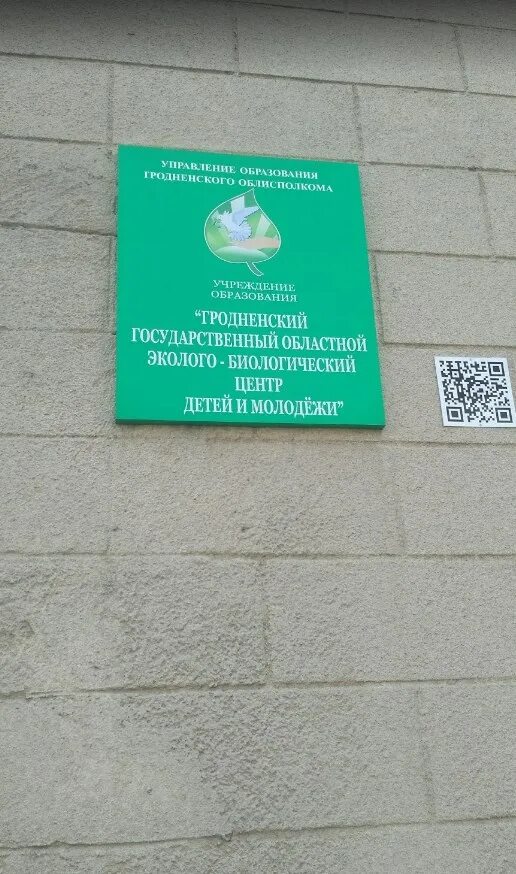 УПРАВЛЕНИЕ ОБРАЗОВАНИЯ
ГРОДНЕНСКОГО ОБЛИСПОЛКОМА
УЧРЕЖДЕНИЕ
ОБРАЗОВАНИЯ
"ГРОДНЕНСКИЙ
ГОСУДАРСТВЕННЫЙ ОБЛАСТНОЙ
ЭКОЛОГО - БИОЛОГИЧЕСКИЙ
ЦЕНТР
ДЕТЕЙ И МОЛОДЁЖИ"